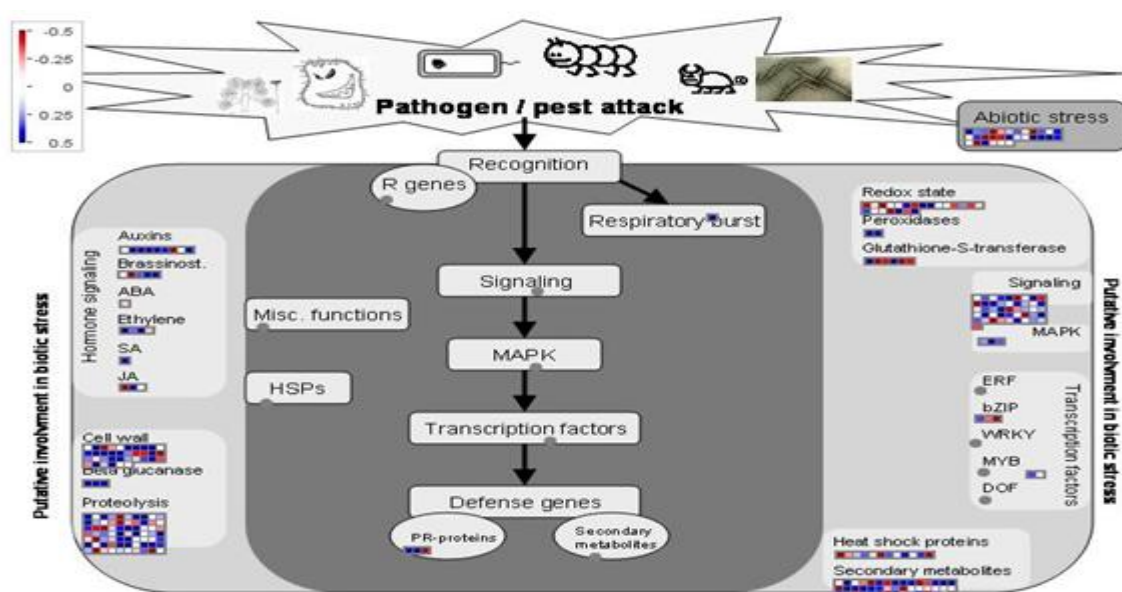 -0.5
-0.25
0
0.25
0.5
Pathogen / pest attack
Abiotic stress
Recognition
R genes
Respiratory burst
Signaling
Misc. functions
MAPK
HSPs
Transcription factors
Defense genes
PR-proteins
Secondary
metabolites
Putative involvment in biotic stress
Hormone signaling
Auxins
Brassinost.
ABA
Ethylene
SA
JA
Cell wall
Beta glucanase
Proteolysis
Redox state
Peroxidases
Glutathione-S-transferase
Signaling
MAPK
ERF
bZIP
WRKY
MYB
DOF
Transcription factors
Heat shock proteins
Secondary metabolites
Putative involvment in biotic stress